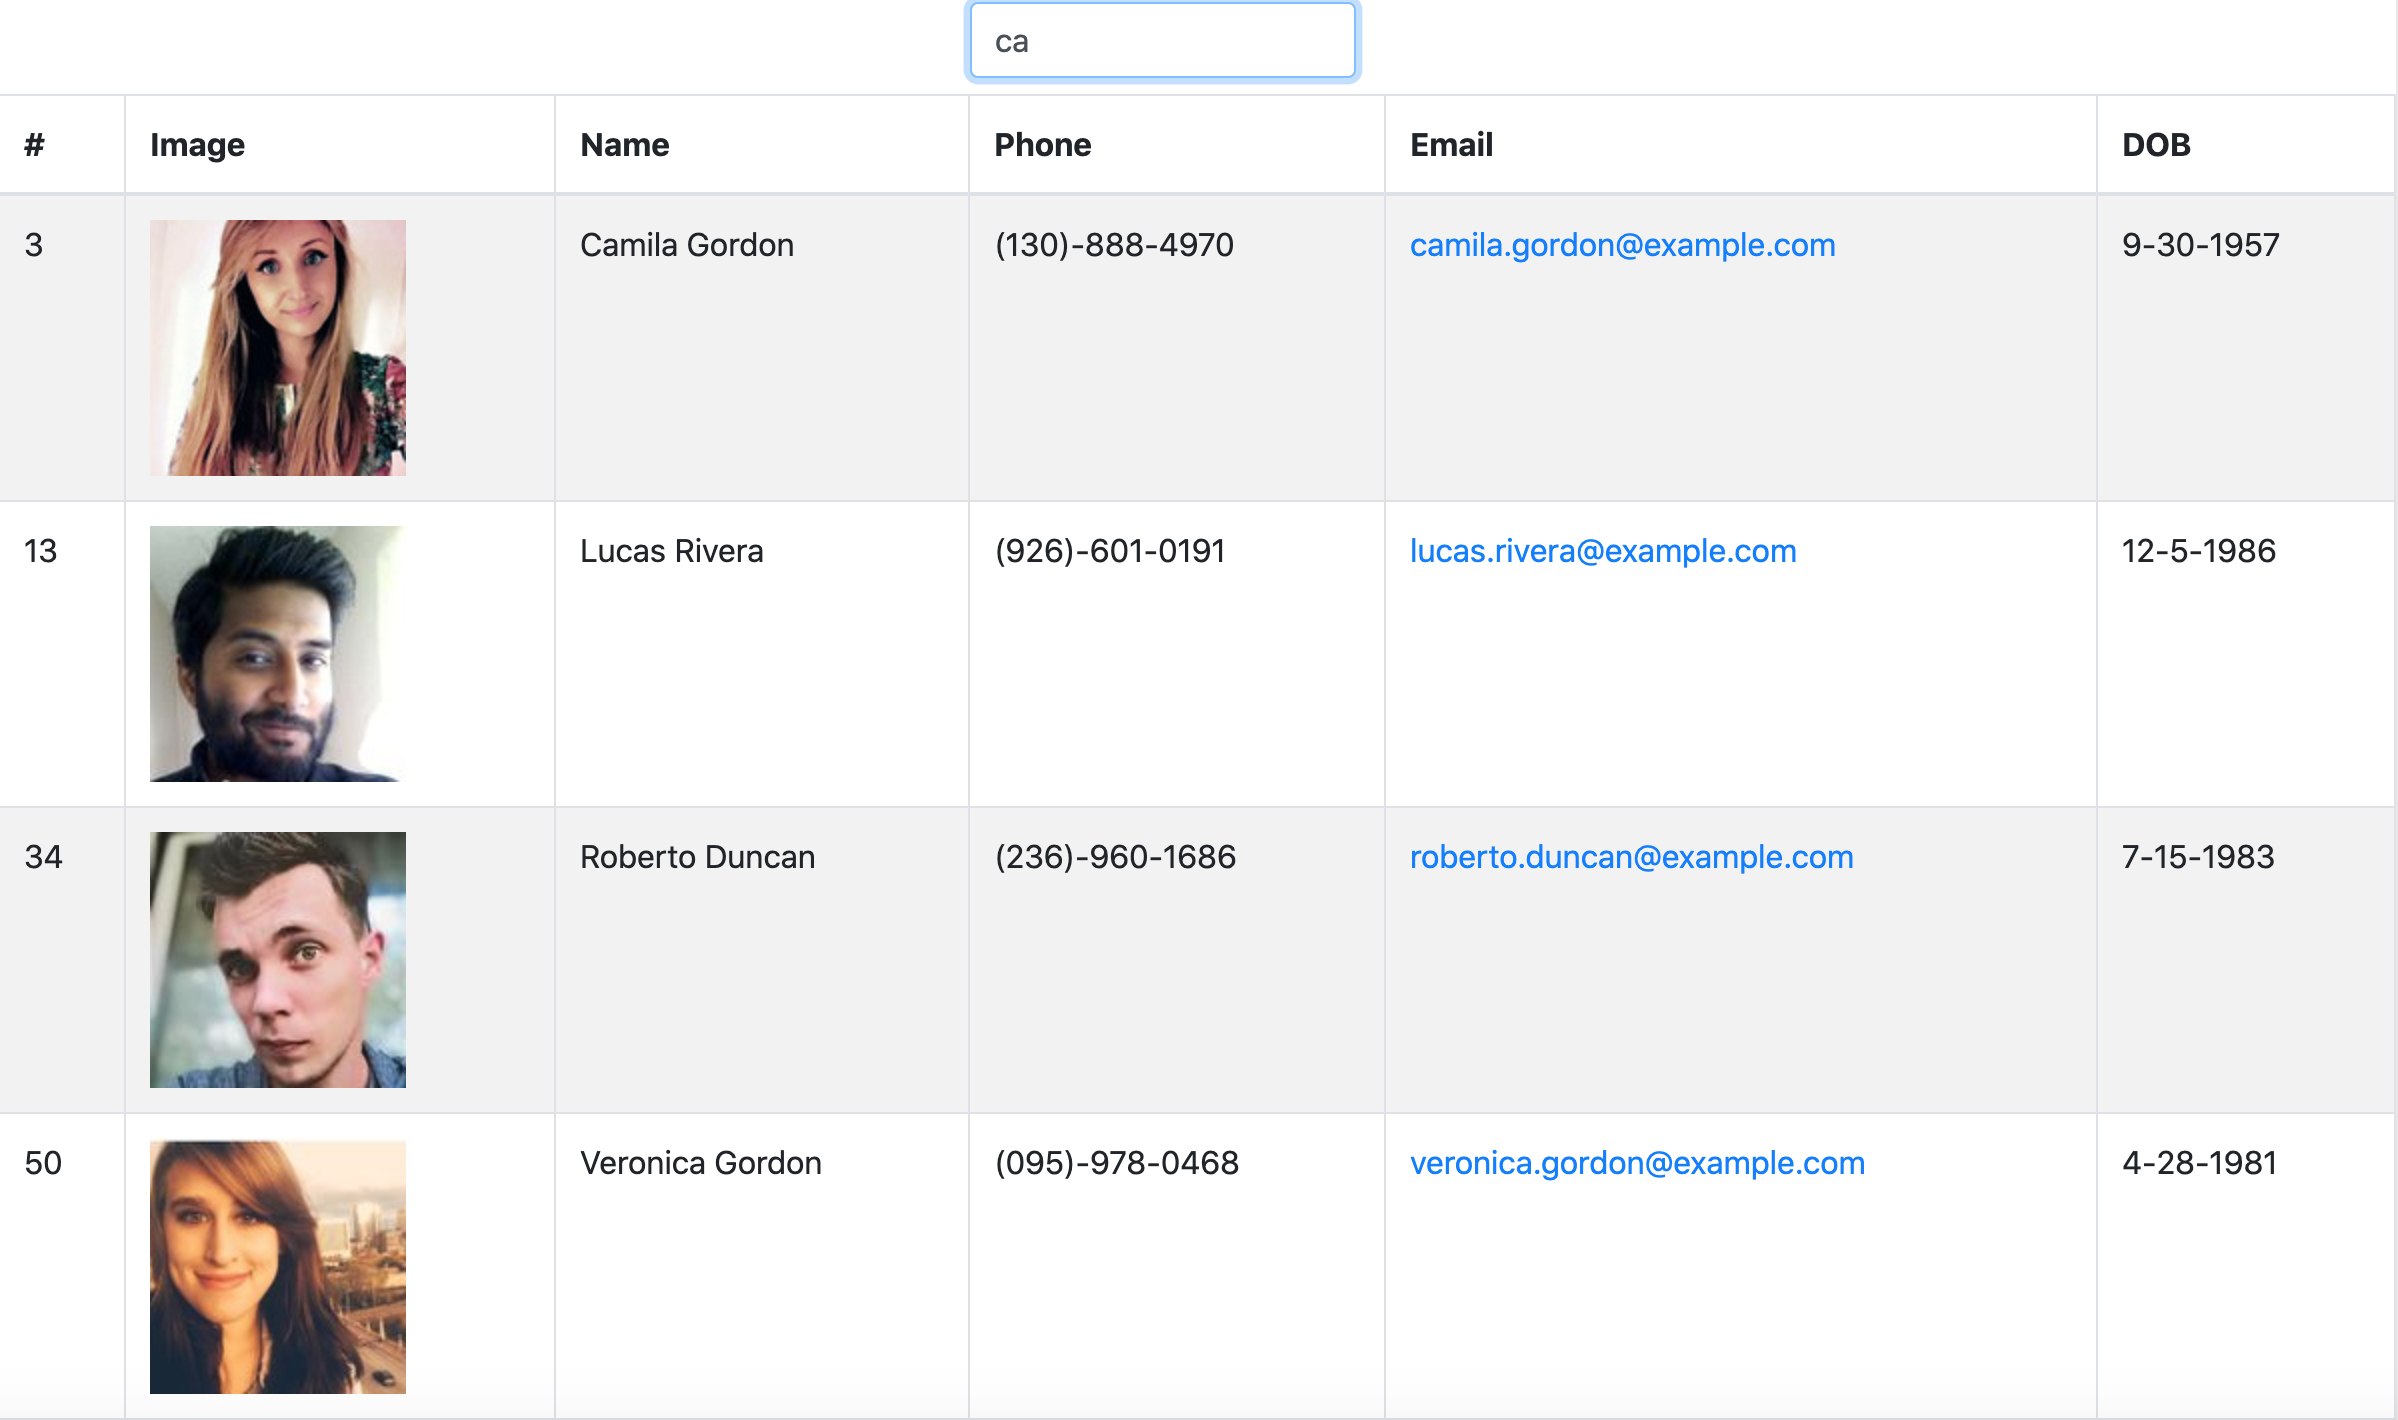 ca
# Image Name Phone Email DOB
3 Camila Gordon (130)-888-4970 camila.gordon@example.com 9-30-1957
13 Lucas Rivera (926)-601-0191 lucas.rivera@example.com 12-5-1986
34 Roberto Duncan (236)-960-1686 roberto.duncan@example.com 7-15-1983
50 Veronica Gordon (095)-978-0468 veronica.gordon@example.com 4-28-1981